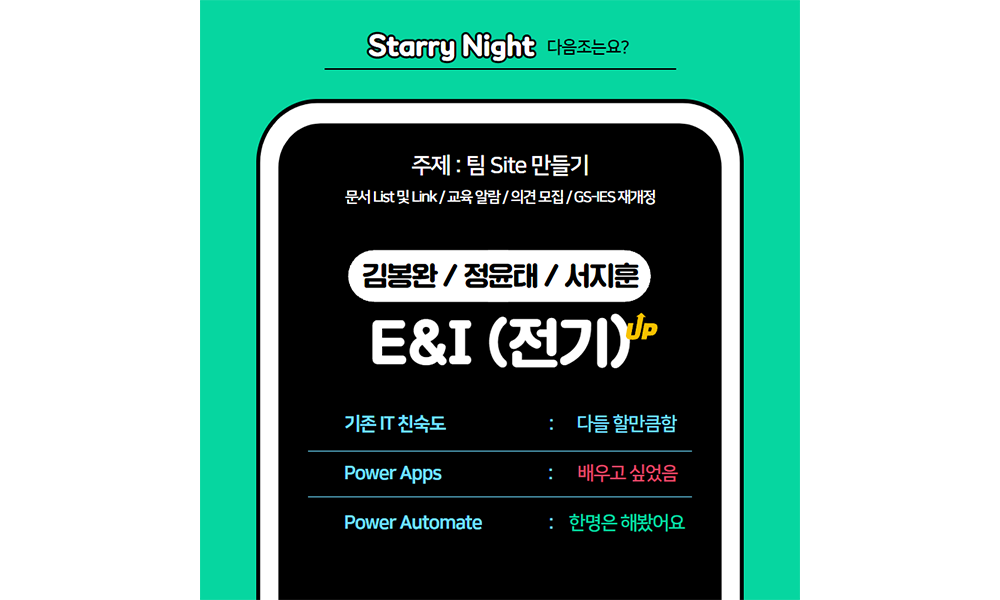 Starry Night 다음조는요?
주제 : 팀 Site 만들기
문서 List 및 Link / 교육 알람 / 의견 모집 / GS-IES 재개정
김봉완 / 정윤태 / 서지훈
E&I (전기) UP
기존 IT 친숙도 : 다들 할만큼함
Power Apps : 배우고 싶었음
Power Automate : 한명은 해봤어요